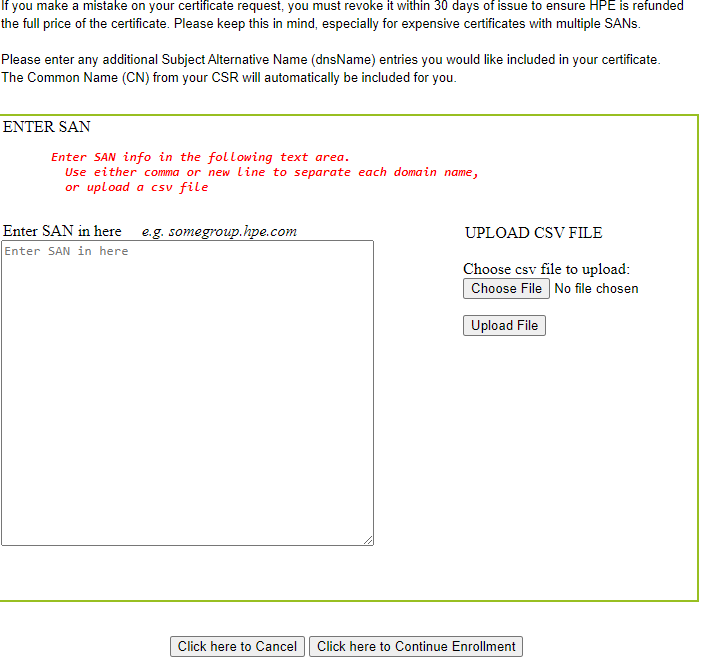 If you make a mistake on your certificate request, you must revoke it within 30 days of issue to ensure HPE is refunded
the full price of the certificate. Please keep this in mind, especially for expensive certificates with multiple SANs.
Please enter any additional Subject Alternative Name (dnsName) entries you would like included in your certificate.
The Common Name (CN) from your CSR will automatically be included for you.
ENTER SAN
Enter SAN info in the following text area.
Use either comma or new line to separate each domain name,
or upload a csv file
Enter SAN in here e.g. somegroup.hpe.com
Enter SAN in here
UPLOAD CSV FILE
Choose csv file to upload:
Choose File No file chosen
Upload File
Click here to Cancel Click here to Continue Enrollment